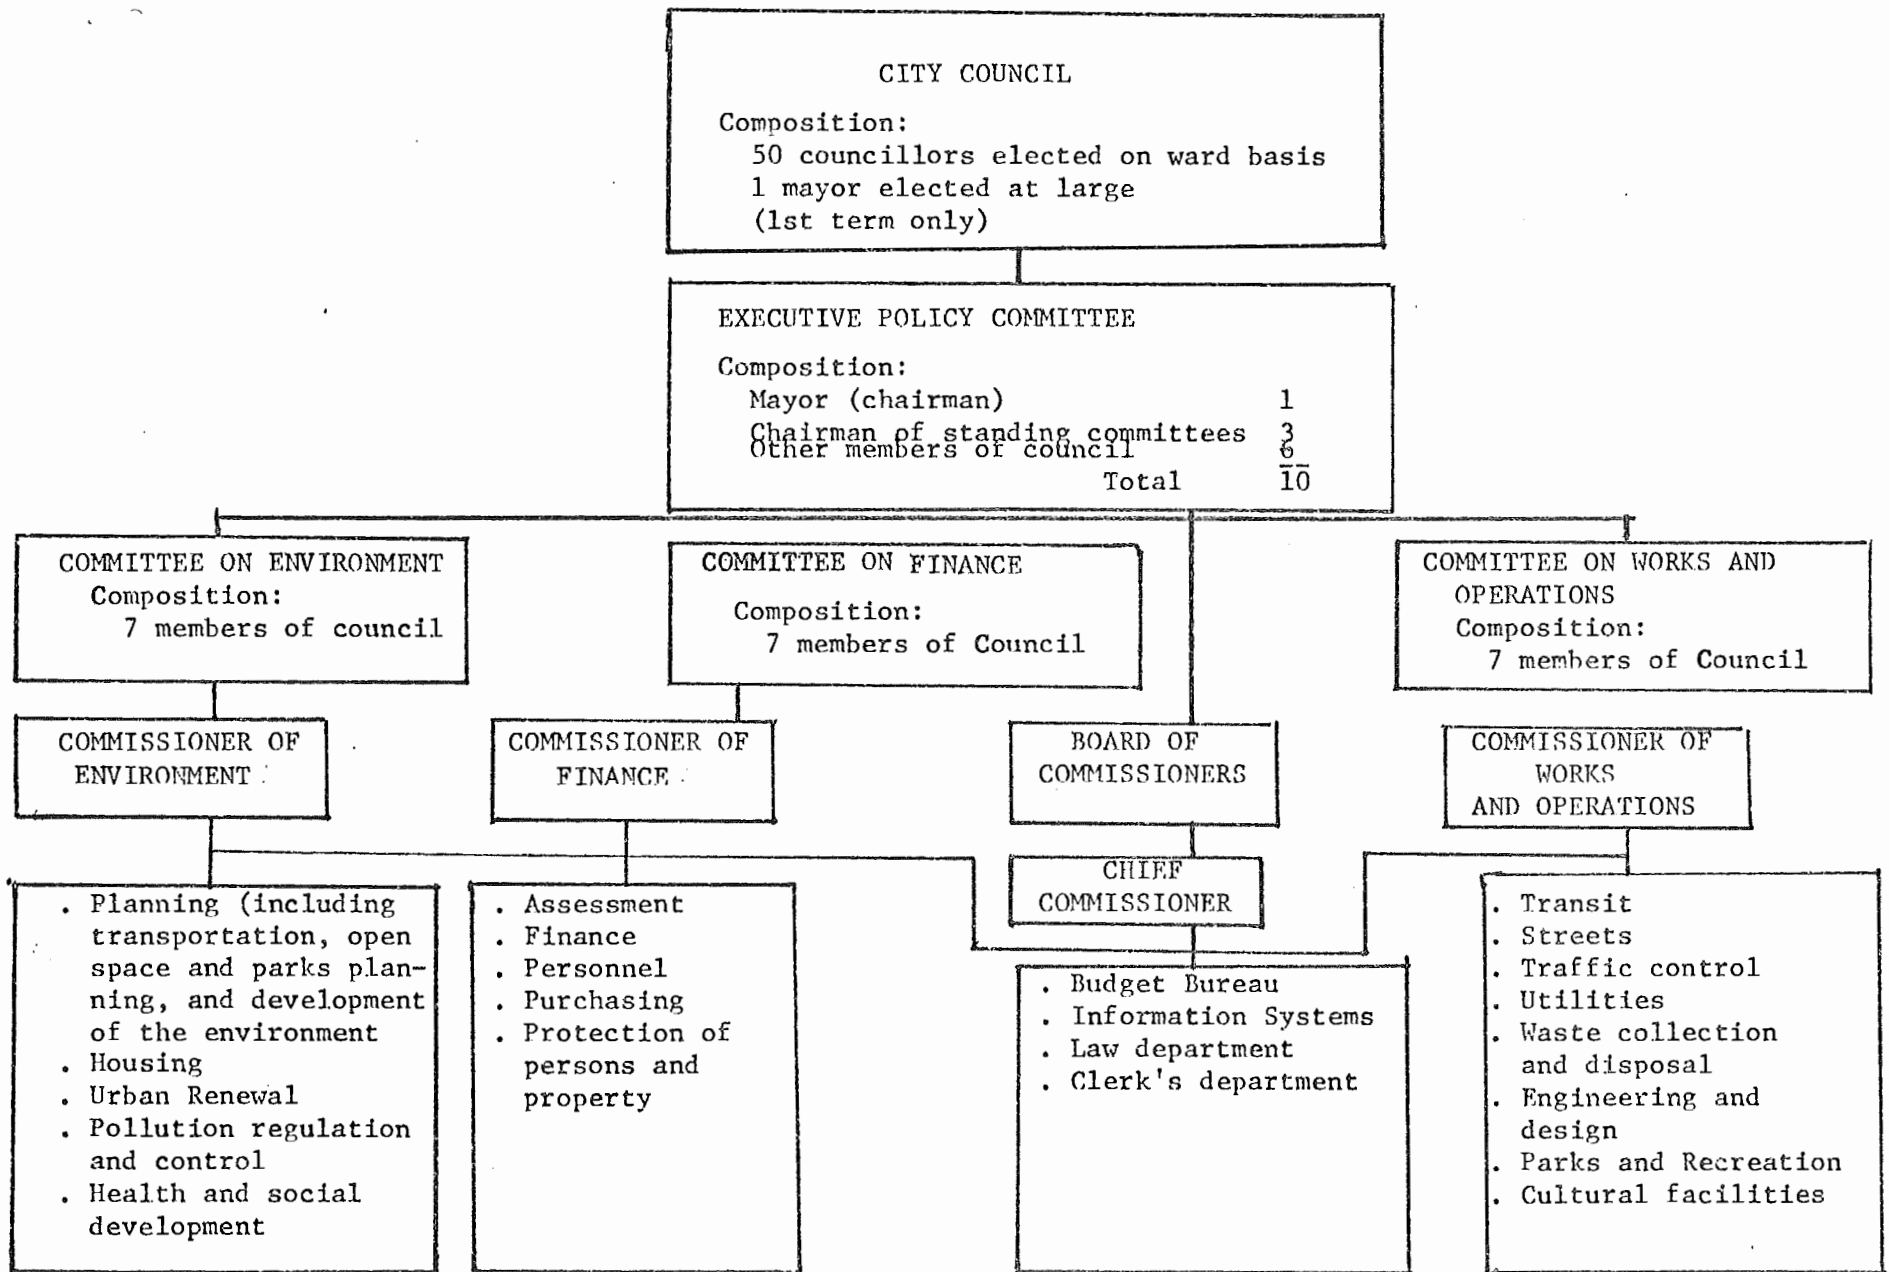 CITY COUNCIL
Composition:
50 councillors elected on ward basis
1 mayor elected at large
(1st term only)
EXECUTIVE POLICY COMMITTEE
Composition:
Mayor (chairman) 1
Chairman of standing committees 3
Other members of council 6
Total 10
COMMITTEE ON ENVIRONMENT
Composition:
7 members of council
COMMITTEE ON FINANCE
Composition:
7 members of Council
COMMITTEE ON WORKS AND
OPERATIONS
Composition:
7 members of Council
COMMISSIONER OF
ENVIRONMENT
COMMISSIONER OF
FINANCE
BOARD OF
COMMISSIONERS
COMMISSIONER OF
WORKS
AND OPERATIONS
CHIEF
COMMISSIONER
. Planning (including
transportation, open
space and parks plan-
ning, and development
of the environment
. Housing
. Urban Renewal
. Pollution regulation
and control
. Health and social
development
. Assessment
. Finance
. Personnel
. Purchasing
. Protection of
persons and
property
. Budget Bureau
. Information Systems
. Law department
. Clerk's department
. Transit
. Streets
. Traffic control
. Utilities
. Waste collection
and disposal
. Engineering and
design
. Parks and Recreation
. Cultural facilities